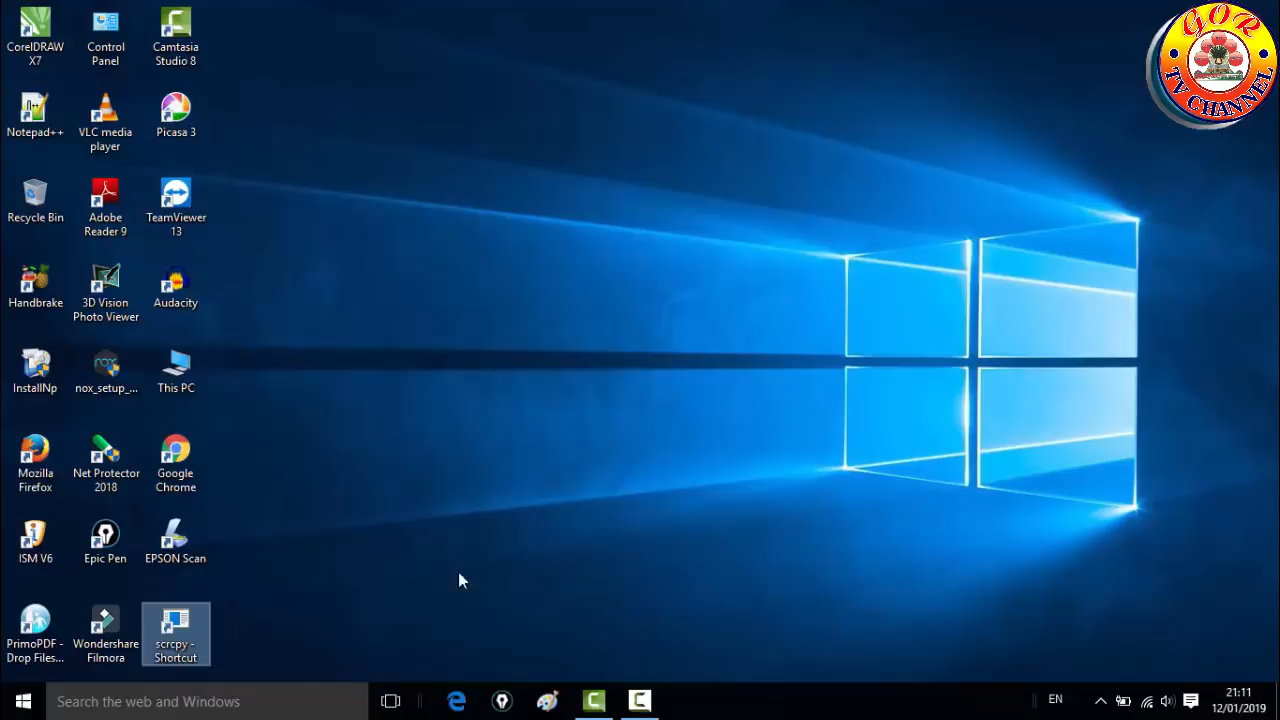 CorelDRAW
X7
Control
Panel
Camtasia
Studio 8
Notepad++
VLC media
player
Picasa 3
Recycle Bin
Adobe
Reader 9
TeamViewer
13
Handbrake
3D Vision
Photo Viewer
Audacity
InstallNp
nox_setup_...
This PC
Mozilla
Firefox
Net Protector
2018
Google
Chrome
ISM V6
Epic Pen
EPSON Scan
PrimoPDF -
Drop Files...
Wondershare
Filmora
scrcpy -
Shortcut
GOR
TV CHANNEL
Search the web and Windows
EN
21:11
12/01/2019